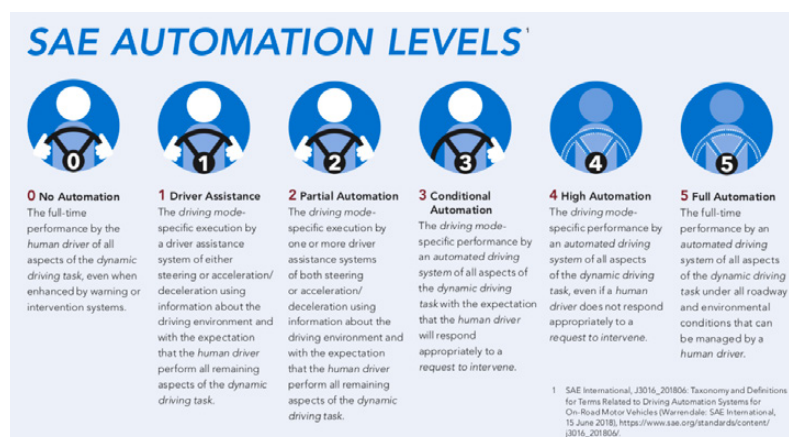 SAE AUTOMATION LEVELS¹
0
1
2
3
4
5
0 No Automation
The full-time
performance by the
human driver of all
aspects of the dynamic
driving task, even when
enhanced by warning or
intervention systems.
1 Driver Assistance
The driving mode-
specific execution by
a driver assistance
system of either
steering or acceleration/
deceleration using
information about the
driving environment and
with the expectation
that the human driver
perform all remaining
aspects of the dynamic
driving task.
2 Partial Automation
The driving mode-
specific execution by
one or more driver
assistance systems
of both steering
or acceleration/
deceleration using
information about the
driving environment and
with the expectation
that the human driver
perform all remaining
aspects of the dynamic
driving task.
3 Conditional
Automation
The driving mode-
specific performance by
an automated driving
system of all aspects of
the dynamic driving
task with the expectation
that the human driver
will respond
appropriately to a
request to intervene.
4 High Automation
The driving mode-
specific performance by
an automated driving
system of all aspects
of the dynamic driving
task, even if a human
driver does not respond
appropriately to a
request to intervene.
5 Full Automation
The full-time
performance by an
automated driving
system of all aspects
of the dynamic driving
task under all roadway
and environmental
conditions that can
be managed by a
human driver.
1 SAE International, J3016_201806: Taxonomy and Definitions
for Terms Related to Driving Automation Systems for
On-Road Motor Vehicles (Warrendale: SAE International,
15 June 2018), https://www.sae.org/standards/content/
j3016_201806/.